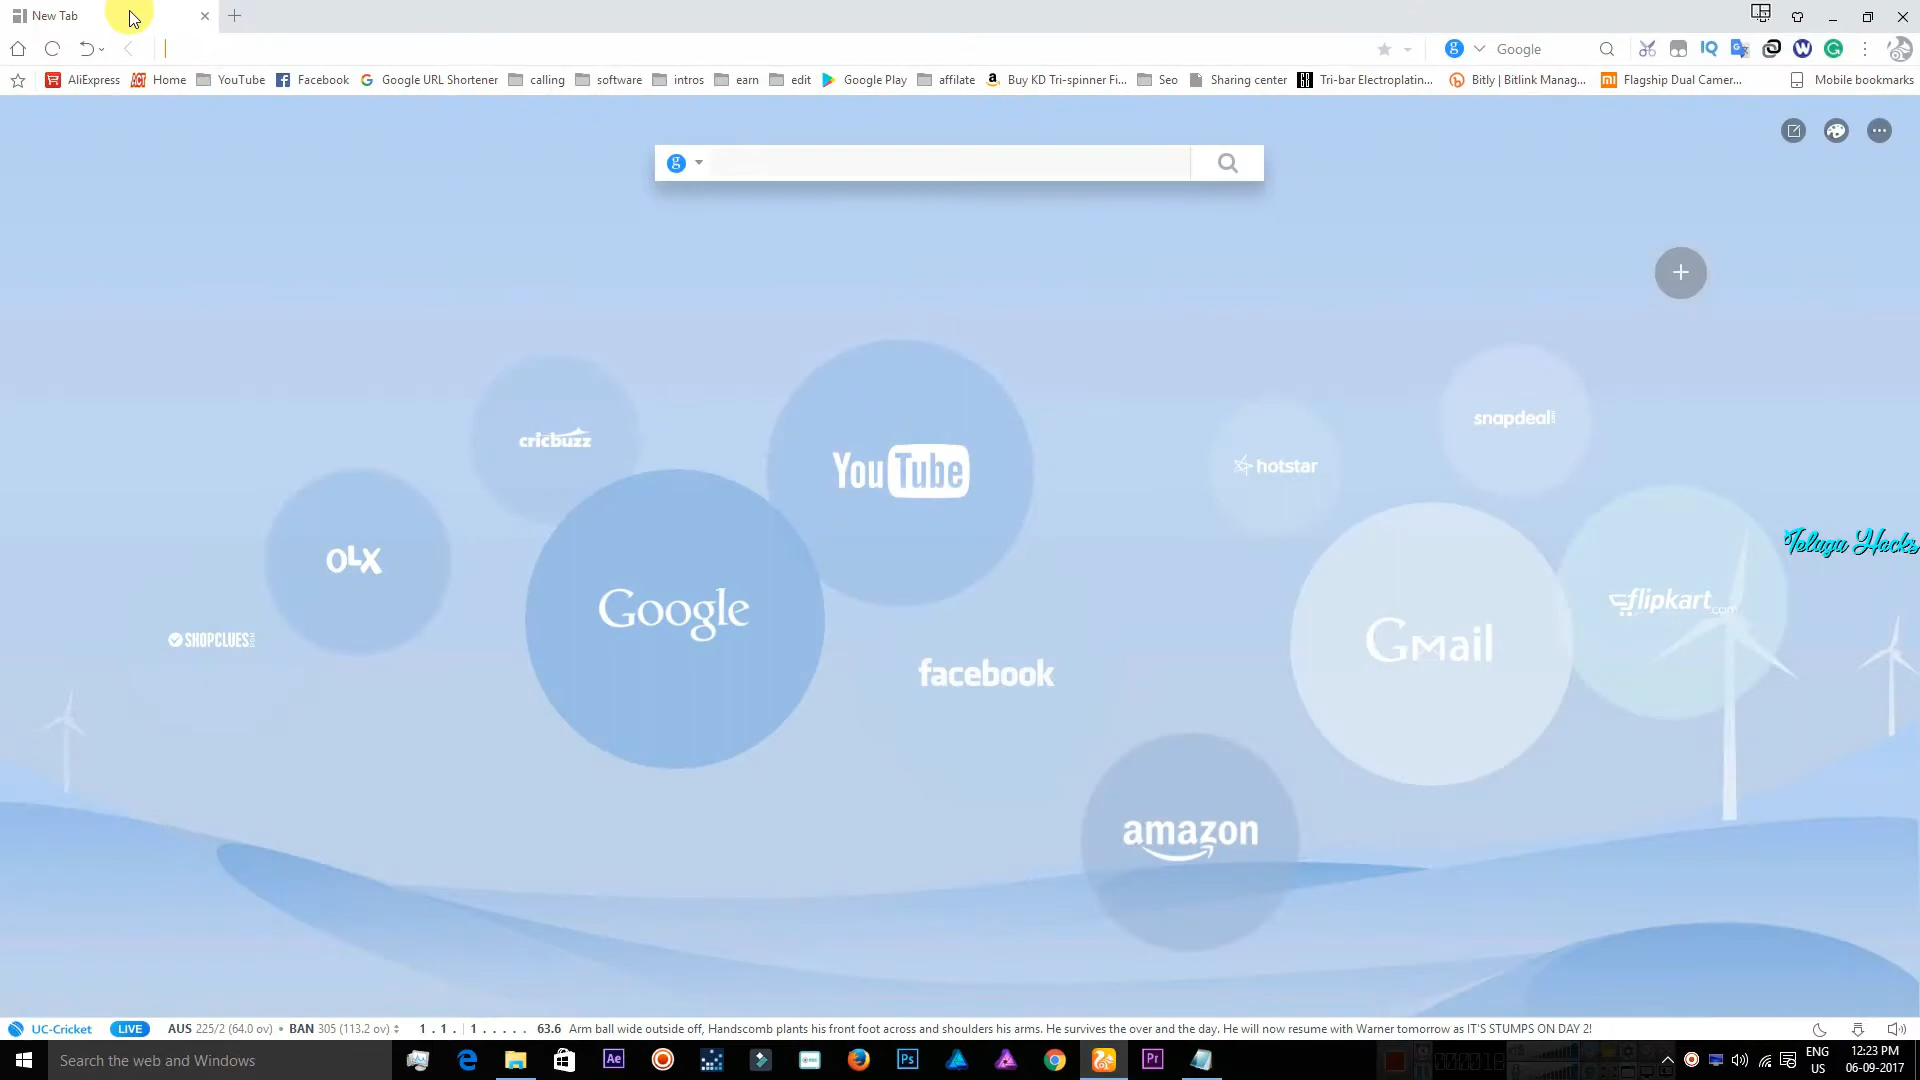 New Tab
Google
AliExpress Home YouTube Facebook Google URL Shortener calling software intros earn edit Google Play affilate Buy KD Tri-spinner Fi... Seo Sharing center Tri-bar Electroplatin... Bitly | Bitlink Manag... Flagship Dual Camer... Mobile bookmarks
snapdeal
cricbuzz
YouTube
hotstar
OLX
Telugu Hacks
Google
flipkart.com
SHOPCLUES
Gmail
facebook
amazon
UC-Cricket LIVE AUS 225/2 (64.0 ov) • BAN 305 (113.2 ov) 1 . 1 . | 1 . . . . . 63.6 Arm ball wide outside off, Handscomb plants his front foot across and shoulders his arms. He survives the over and the day. He will now resume with Warner tomorrow as IT'S STUMPS ON DAY 2!
Search the web and Windows
ENG
US
12:23 PM
06-09-2017